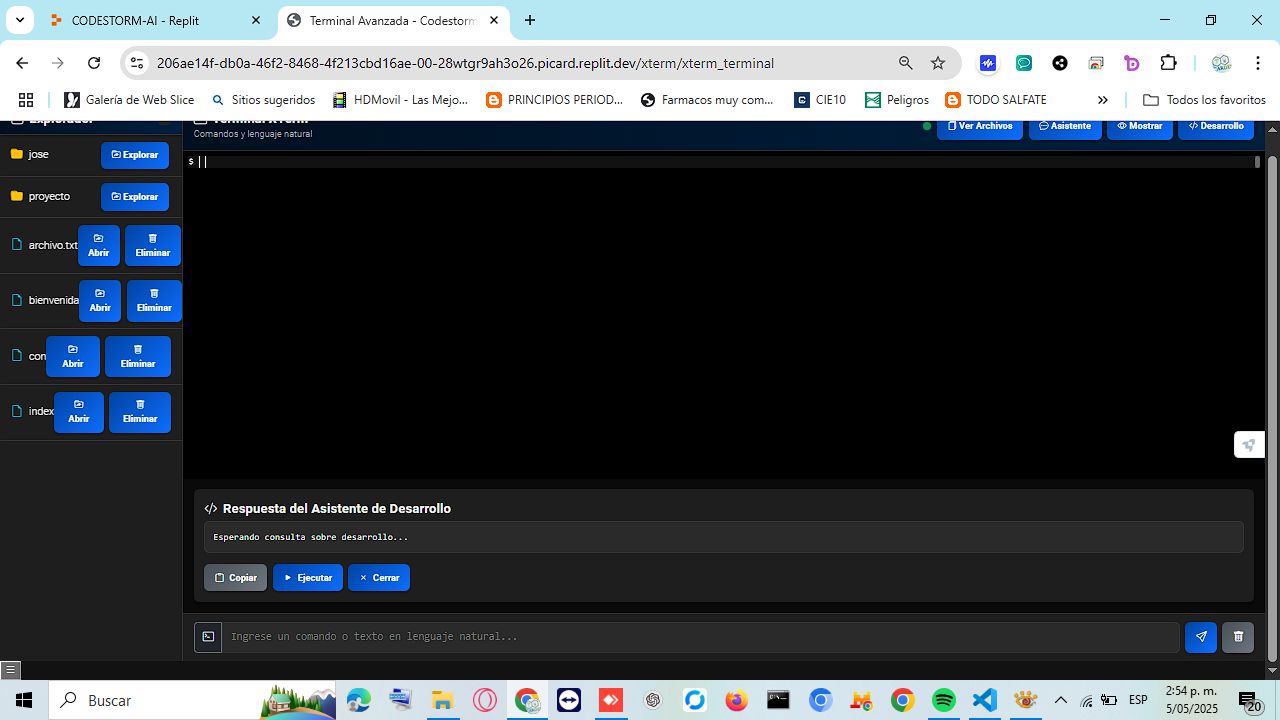 CODESTORM-AI - Replit
Terminal Avanzada - Codestorm
206ae14f-db0a-46f2-8468-4f213cbd16ae-00-28wcr9ah3o26.picard.replit.dev/xterm/xterm_terminal
Galería de Web Slice
Sitios sugeridos
HDMovil - Las Mejo...
PRINCIPIOS PERIOD...
Farmacos muy com...
CIE10
Peligros
TODO SALFATE
Todos los favoritos
Explorador
Comandos y lenguaje natural
Ver Archivos
Asistente
Mostrar
Desarrollo
$
jose
Explorar
proyecto
Explorar
archivo.txt
Abrir
Eliminar
bienvenida
Abrir
Eliminar
con
Abrir
Eliminar
index
Abrir
Eliminar
</> Respuesta del Asistente de Desarrollo
Esperando consulta sobre desarrollo...
Copiar
Ejecutar
Cerrar
Ingrese un comando o texto en lenguaje natural...
Buscar
ESP
2:54 p. m.
5/05/2025
20